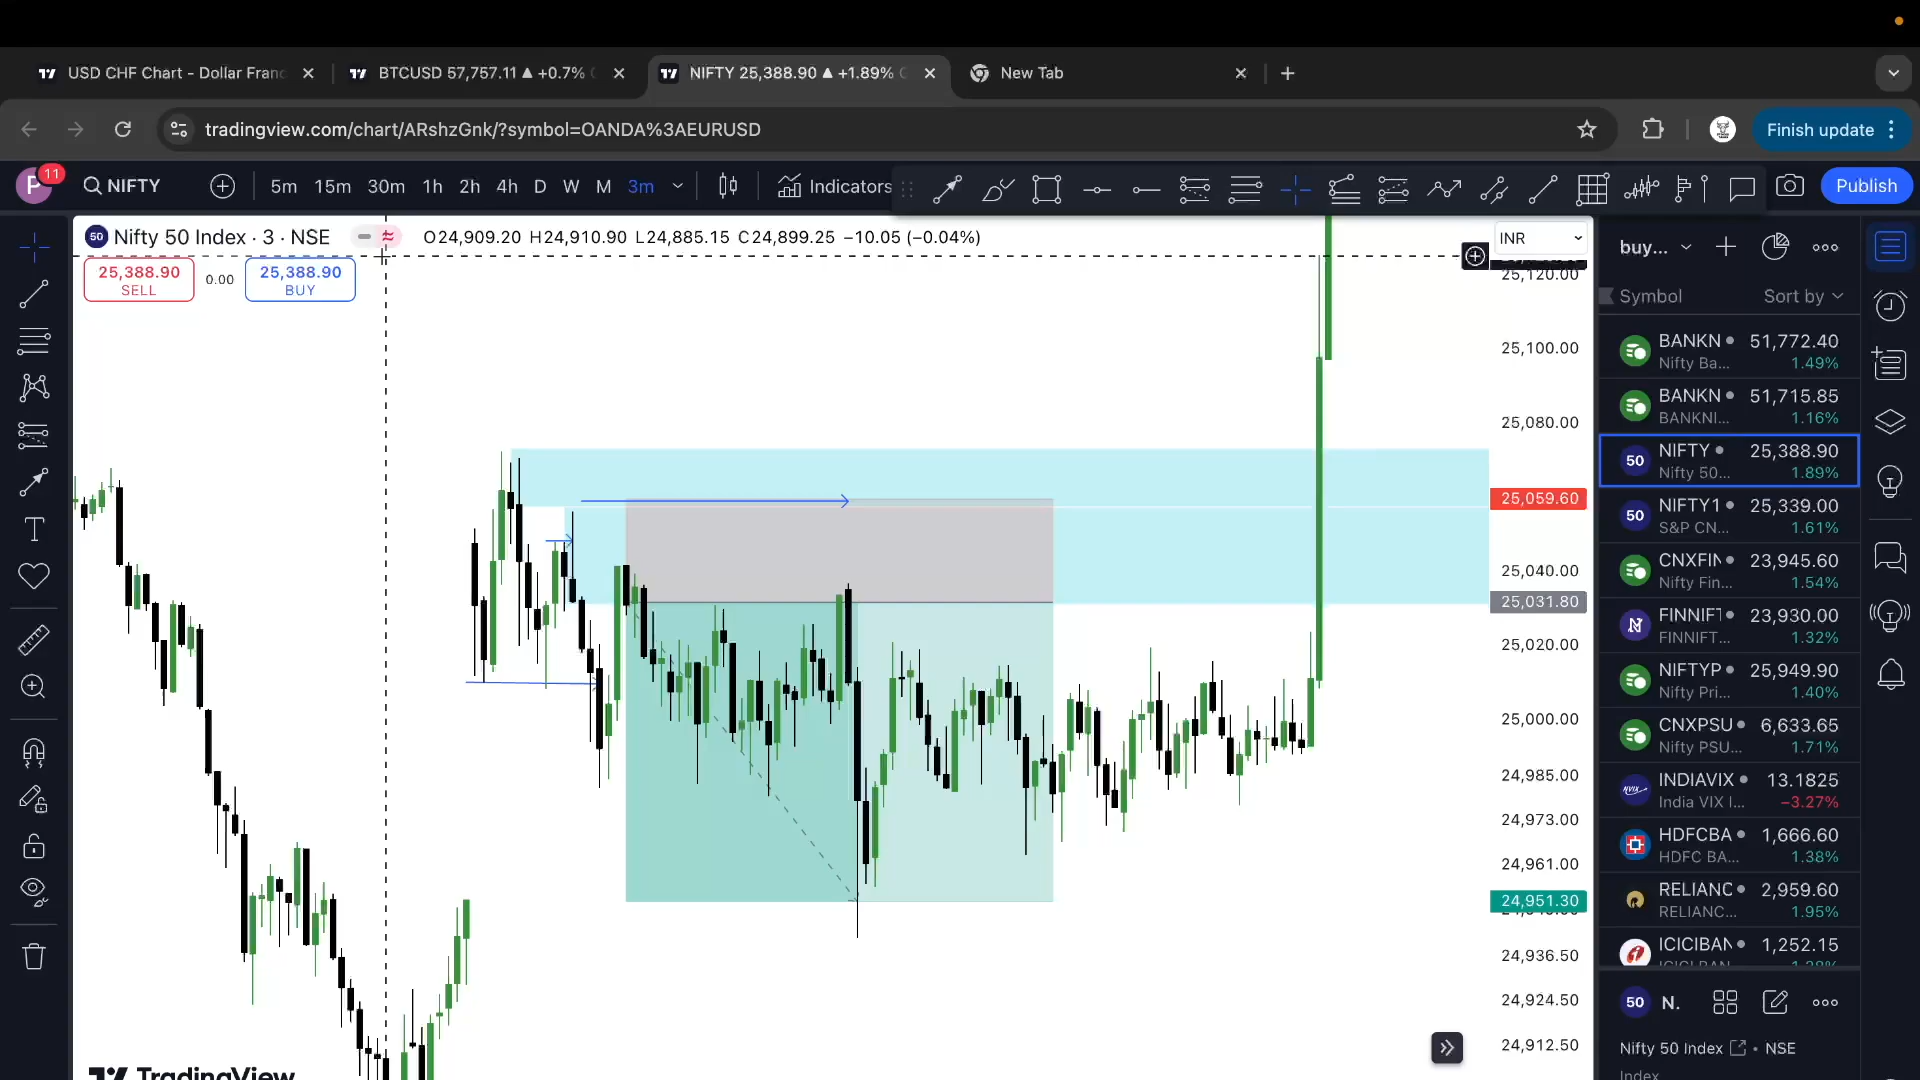 USD CHF Chart - Dollar Franc
BTCUSD 57,757.11 ▲ +0.7%
NIFTY 25,388.90 ▲ +1.89%
New Tab
tradingview.com/chart/ARshzGnk/?symbol=OANDA%3AEURUSD
Finish update
P 11
NIFTY
5m 15m 30m 1h 2h 4h D W M 3m
Indicators
Publish
50 Nifty 50 Index · 3 · NSE
O24,909.20 H24,910.90 L24,885.15 C24,899.25 −10.05 (−0.04%)
25,388.90 SELL
0.00
25,388.90 BUY
INR
25,120.00
25,100.00
25,080.00
25,059.60
25,040.00
25,031.80
25,020.00
25,000.00
24,985.00
24,973.00
24,961.00
24,951.30
24,936.50
24,924.50
24,912.50
TradingView
buy...
Symbol Sort by
BANKN 51,772.40
Nifty Ba... 1.49%
BANKN 51,715.85
BANKNI... 1.16%
50 NIFTY 25,388.90
Nifty 50... 1.89%
50 NIFTY1 25,339.00
S&P CN... 1.61%
CNXFIN 23,945.60
Nifty Fin... 1.54%
FINNIFT 23,930.00
FINNIFT... 1.32%
NIFTYP 25,949.90
Nifty Pri... 1.40%
CNXPSU 6,633.65
Nifty PSU... 1.71%
INDIAVIX 13.1825
India VIX I... −3.27%
HDFCBA 1,666.60
HDFC BA... 1.38%
RELIANC 2,959.60
RELIANC... 1.95%
ICICIBAN 1,252.15
50 N.
Nifty 50 Index • NSE
Index